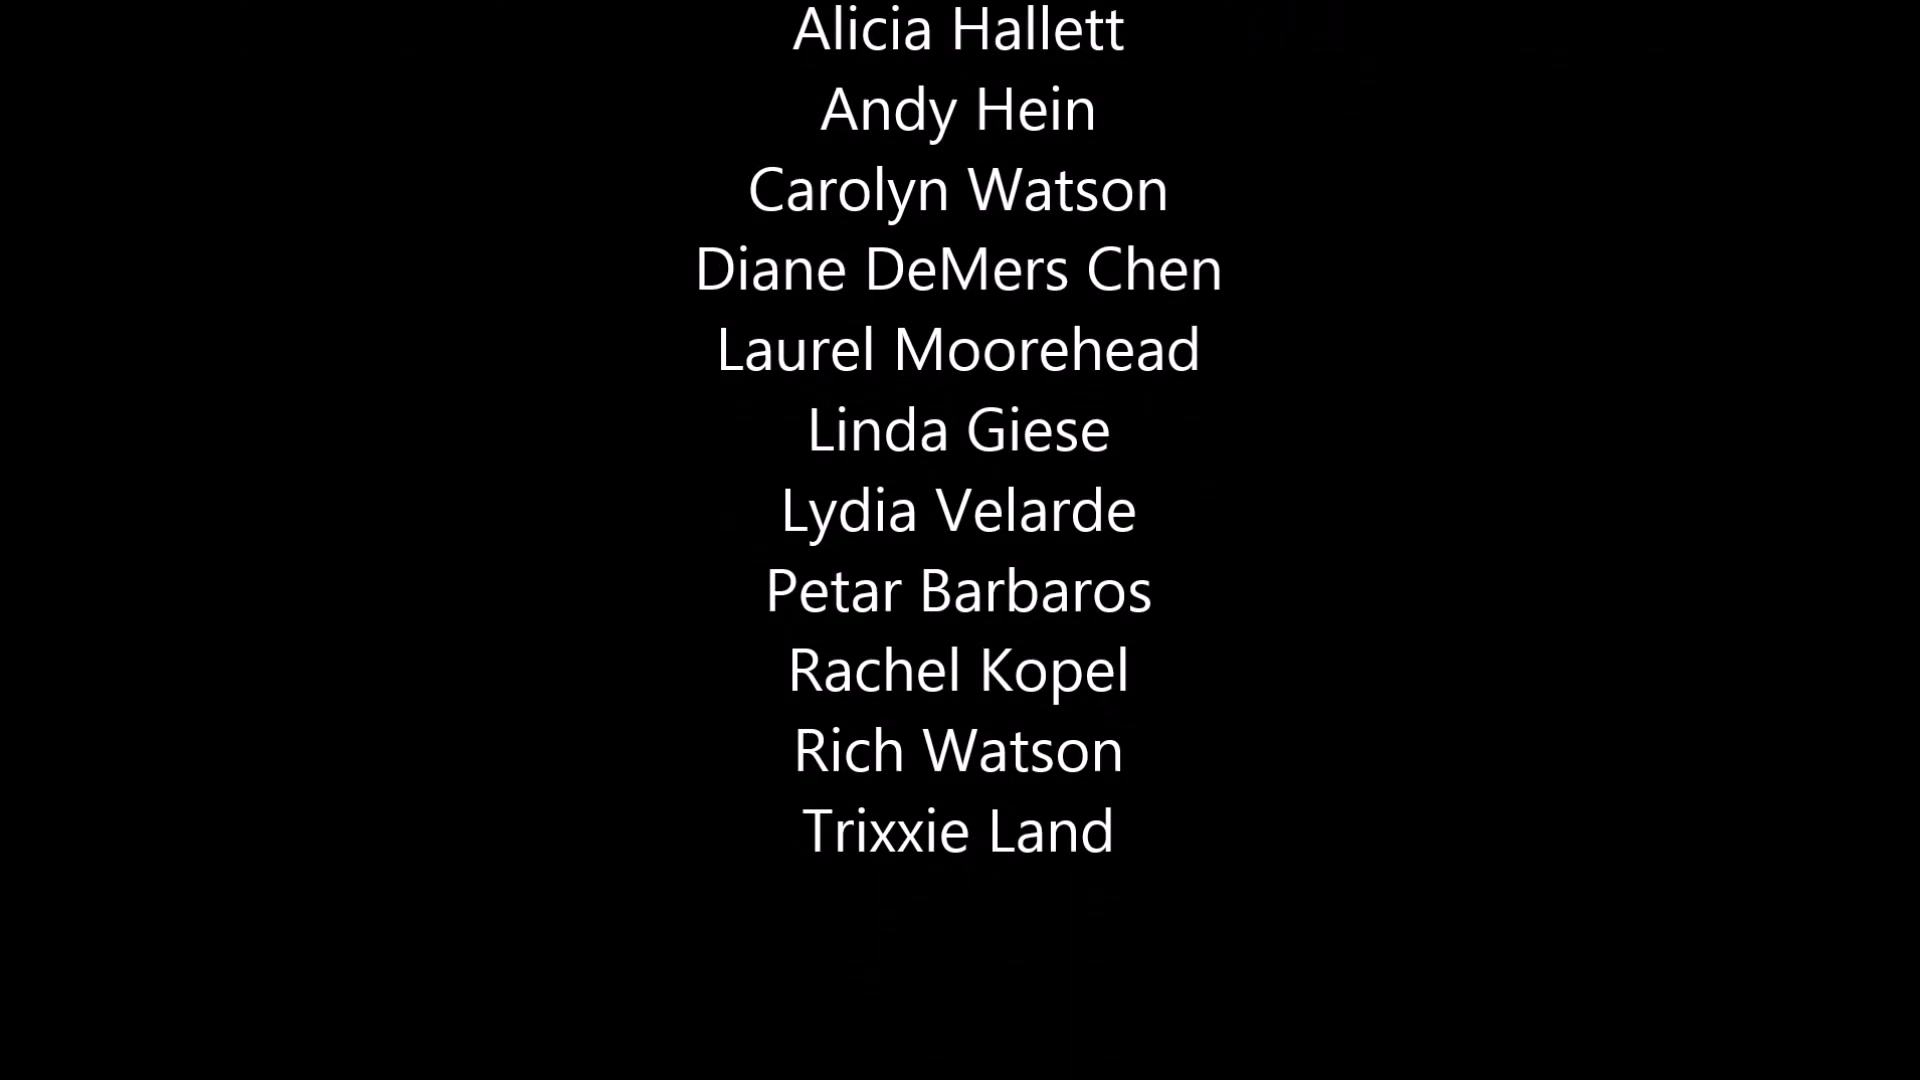 Alicia Hallett
Andy Hein
Carolyn Watson
Diane DeMers Chen
Laurel Moorehead
Linda Giese
Lydia Velarde
Petar Barbaros
Rachel Kopel
Rich Watson
Trixxie Land